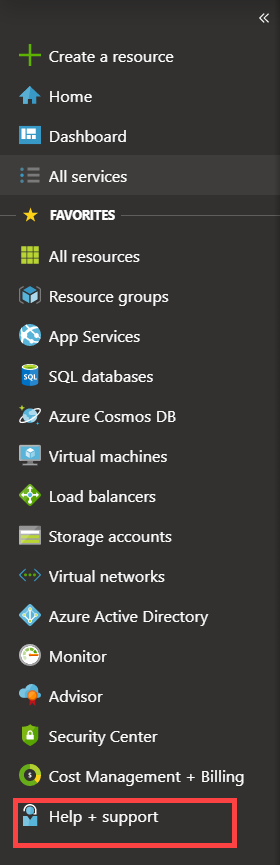 «
Create a resource
Home
Dashboard
All services
FAVORITES
All resources
Resource groups
App Services
SQL
SQL databases
Azure Cosmos DB
Virtual machines
Load balancers
Storage accounts
Virtual networks
Azure Active Directory
Monitor
Advisor
Security Center
$
Cost Management + Billing
Help + support